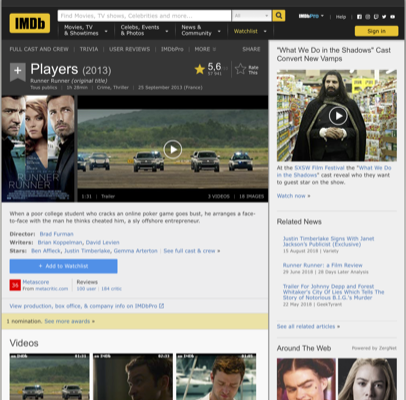 IMDb
Find Movies, TV shows, Celebrities and more...
All
IMDbPro
Help
Movies, TV
& Showtimes
Celebs, Events
& Photos
News &
Community
Watchlist
Sign in
FULL CAST AND CREW | TRIVIA | USER REVIEWS | IMDbPro | MORE
SHARE
Players (2013)
Runner Runner (original title)
Tous publics | 1h 28min | Crime, Thriller | 25 September 2013 (France)
5,6
Rate
This
RUNNER
RUNNER
1:31 | Trailer
3 VIDEOS | 18 IMAGES
When a poor college student who cracks an online poker game goes bust, he arranges a face-
to-face with the man he thinks cheated him, a sly offshore entrepreneur.
Director: Brad Furman
Writers: Brian Koppelman, David Levien
Stars: Ben Affleck, Justin Timberlake, Gemma Arterton | See full cast & crew »
+ Add to Watchlist
36
Metascore
From metacritic.com
Reviews
100 user | 184 critic
View production, box office, & company info on IMDbPro
1 nomination. See more awards »
Videos
"What We Do in the Shadows" Cast
Convert New Vamps
At the SXSW Film Festival the "What We Do
in the Shadows" cast reveal who they want
to guest star on the show.
Watch now »
Related News
Justin Timberlake Signs With Janet
Jackson's Publicist (Exclusive)
15 August 2018 | Variety
Runner Runner: a Film Review
29 June 2018 | 28 Days Later Analysis
Trailer For Johnny Depp and Forest
Whitaker's City Of Lies Which Tells The
Story of Notorious B.I.G.'s Murder
22 May 2018 | GeekTyrant
See all related articles »
Around The Web
Powered by ZergNet